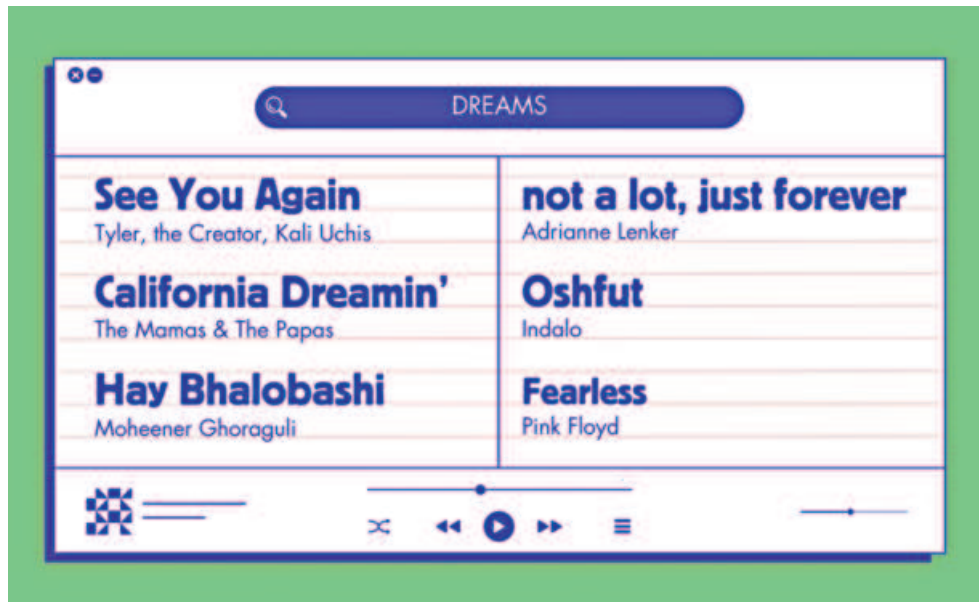 DREAMS
See You Again
Tyler, the Creator, Kali Uchis
California Dreamin'
The Mamas & The Papas
Hay Bhalobashi
Moheener Ghoraguli
not a lot, just forever
Adrianne Lenker
Oshfut
Indalo
Fearless
Pink Floyd